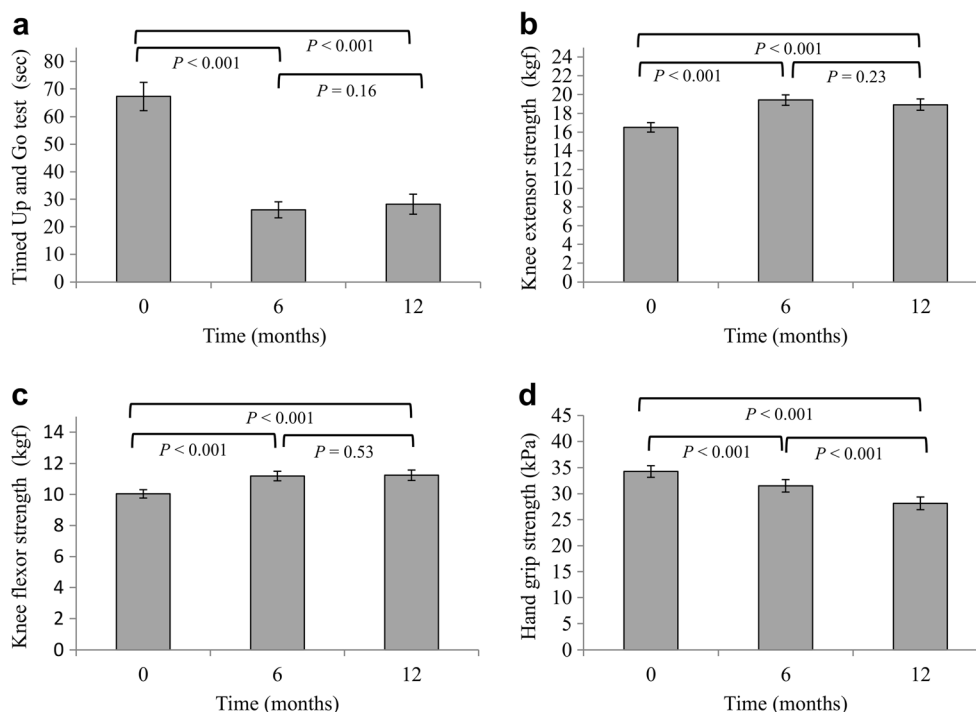 a
Timed Up and Go test (sec)
80
70
60
50
40
30
20
10
0
P < 0.001
P < 0.001
P = 0.16
0 6 12
Time (months)
b
Knee extensor strength (kgf)
24
22
20
18
16
14
12
10
8
6
4
2
0
P < 0.001
P < 0.001
P = 0.23
0 6 12
Time (months)
c
Knee flexor strength (kgf)
14
12
10
8
6
4
2
0
P < 0.001
P < 0.001
P = 0.53
0 6 12
Time (months)
d
Hand grip strength (kPa)
45
40
35
30
25
20
15
10
5
0
P < 0.001
P < 0.001
P < 0.001
0 6 12
Time (months)